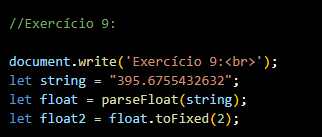 //Exercício 9:
document.write('Exercício 9:<br>');
let string = "395.6755432632";
let float = parseFloat(string);
let float2 = float.toFixed(2);